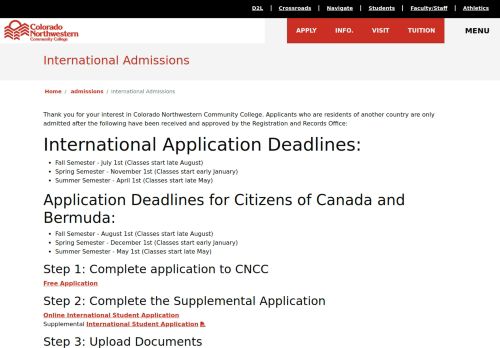 D2L | Crossroads | Navigate | Students | Faculty/Staff | Athletics
Colorado
Northwestern
Community College
APPLY INFO. VISIT TUITION MENU
International Admissions
Home / admissions / International Admissions
Thank you for your interest in Colorado Northwestern Community College. Applicants who are residents of another country are only
admitted after the following have been received and approved by the Registration and Records Office:
International Application Deadlines:
Fall Semester - July 1st (Classes start late August)
Spring Semester - November 1st (Classes start early January)
Summer Semester - April 1st (Classes start late May)
Application Deadlines for Citizens of Canada and
Bermuda:
Fall Semester - August 1st (Classes start late August)
Spring Semester - December 1st (Classes start early January)
Summer Semester - May 1st (Classes start late May)
Step 1: Complete application to CNCC
Free Application
Step 2: Complete the Supplemental Application
Online International Student Application
Supplemental International Student Application
Step 3: Upload Documents